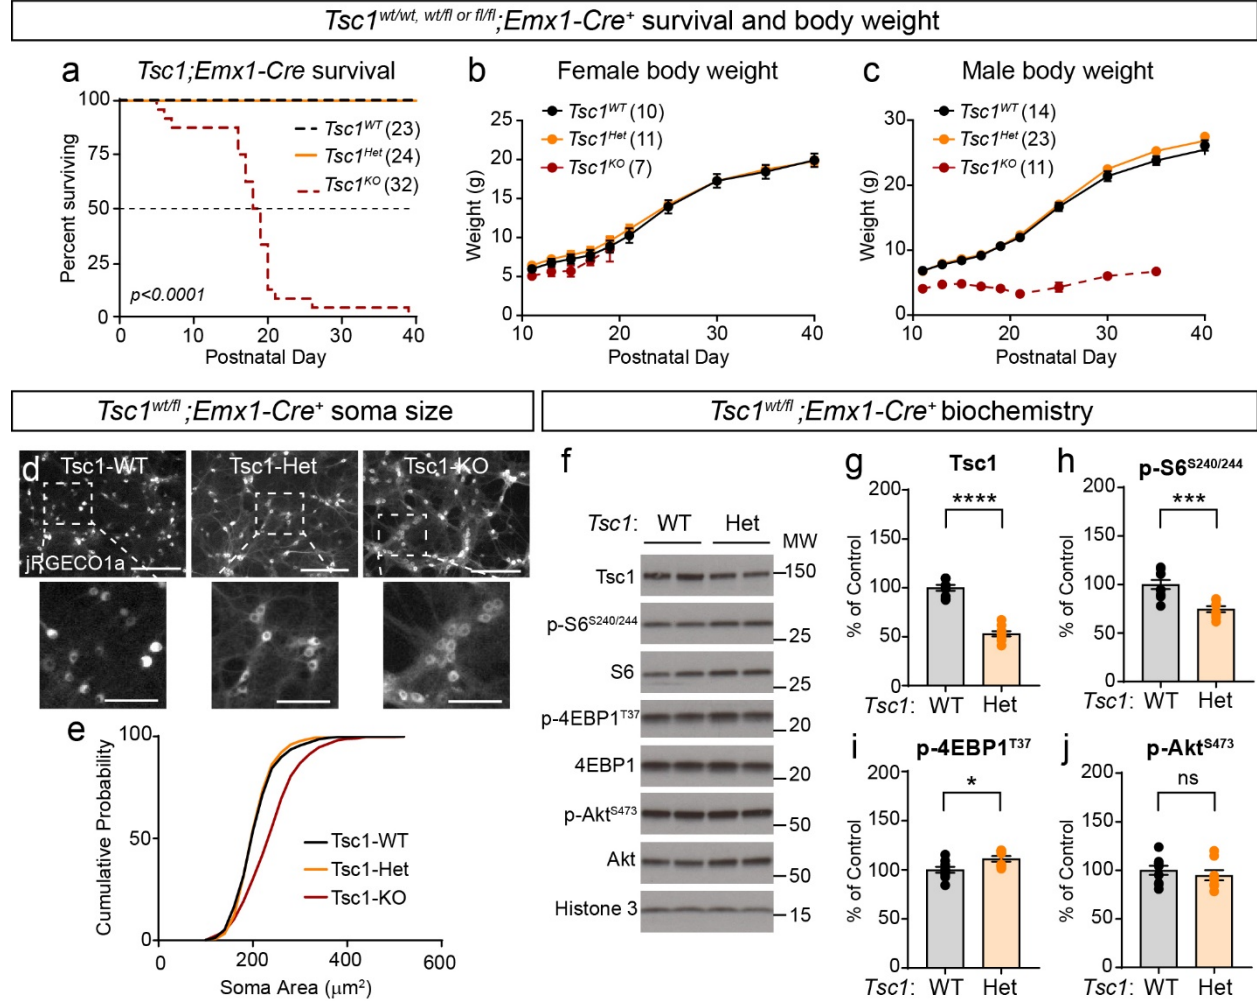 Tsc1wt/wt, wt/fl or fl/fl;Emx1-Cre+ survival and body weight
a
Tsc1;Emx1-Cre survival
Percent surviving
100
75
50
25
0
Tsc1WT (23)
Tsc1Het (24)
Tsc1KO (32)
p<0.0001
0 10 20 30 40
Postnatal Day
b
Female body weight
Weight (g)
25
20
15
10
5
0
Tsc1WT (10)
Tsc1Het (11)
Tsc1KO (7)
10 20 30 40
Postnatal Day
c
Male body weight
Weight (g)
30
20
10
0
Tsc1WT (14)
Tsc1Het (23)
Tsc1KO (11)
10 20 30 40
Postnatal Day
Tsc1wt/fl;Emx1-Cre+ soma size
d
Tsc1-WT
Tsc1-Het
Tsc1-KO
jRGECO1a
e
Cumulative Probability
100
50
0
Tsc1-WT
Tsc1-Het
Tsc1-KO
0 200 400 600
Soma Area (μm2)
Tsc1wt/fl;Emx1-Cre+ biochemistry
f
Tsc1: WT Het
MW
Tsc1 150
p-S6S240/244 25
S6 25
p-4EBP1T37 20
4EBP1 20
p-AktS473 50
Akt 50
Histone 3 15
g
Tsc1
% of Control
200
150
100
50
0
****
Tsc1: WT Het
h
p-S6S240/244
% of Control
200
150
100
50
0
***
Tsc1: WT Het
i
p-4EBP1T37
% of Control
200
150
100
50
0
*
Tsc1: WT Het
j
p-AktS473
% of Control
200
150
100
50
0
ns
Tsc1: WT Het